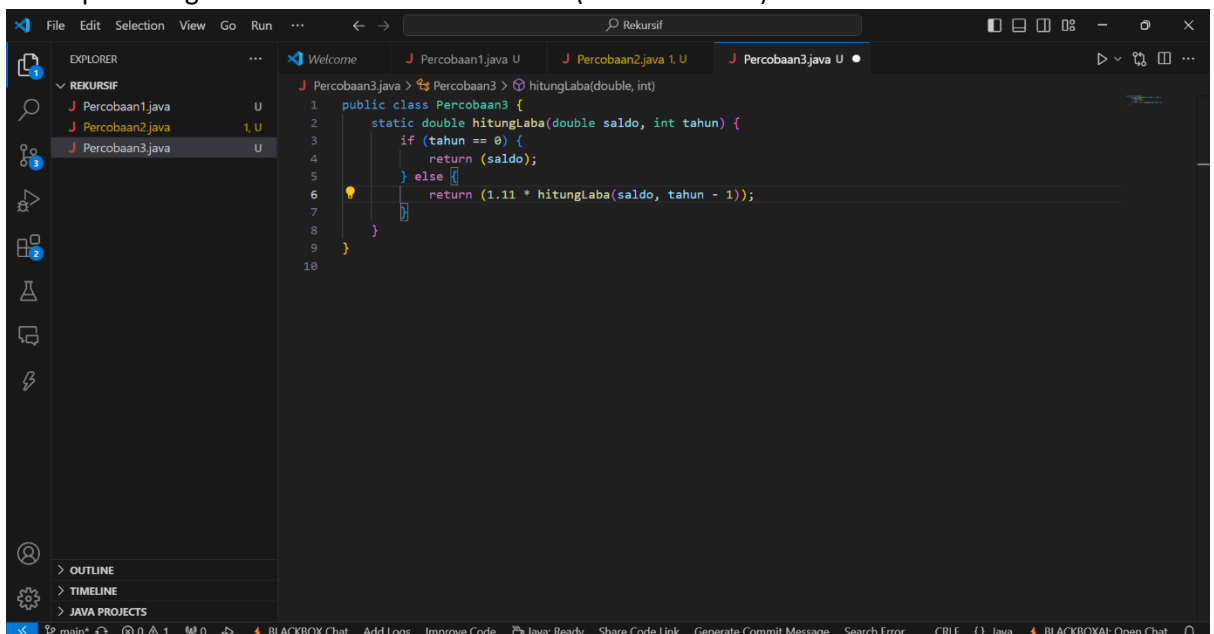 File Edit Selection View Go Run ... ← → Rekursif
EXPLORER ...
REKURSIF
Percobaan1.java U
Percobaan2.java 1, U
Percobaan3.java U
OUTLINE
TIMELINE
JAVA PROJECTS
Welcome J Percobaan1.java U J Percobaan2.java 1, U J Percobaan3.java U ●
J Percobaan3.java > Percobaan3 > hitungLaba(double, int)
1 public class Percobaan3 {
2 static double hitungLaba(double saldo, int tahun) {
3 if (tahun == 0) {
4 return (saldo);
5 } else {
6 return (1.11 * hitungLaba(saldo, tahun - 1));
7 }
8 }
9 }
10
main* 0 1 0 BLACKBOX Chat Add Logs Improve Code Java: Ready Share Code Link Generate Commit Message Search Error CRLF {} Java BLACKBOXAI: Open Chat